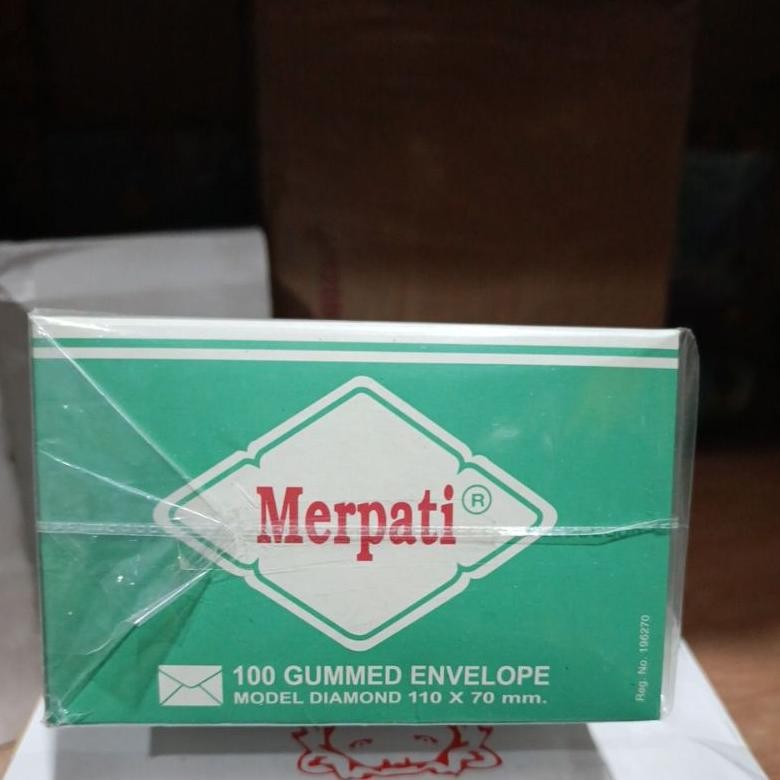 Merpati ®
100 GUMMED ENVELOPE
MODEL DIAMOND 110 X 70 mm.
Reg. No. 196270